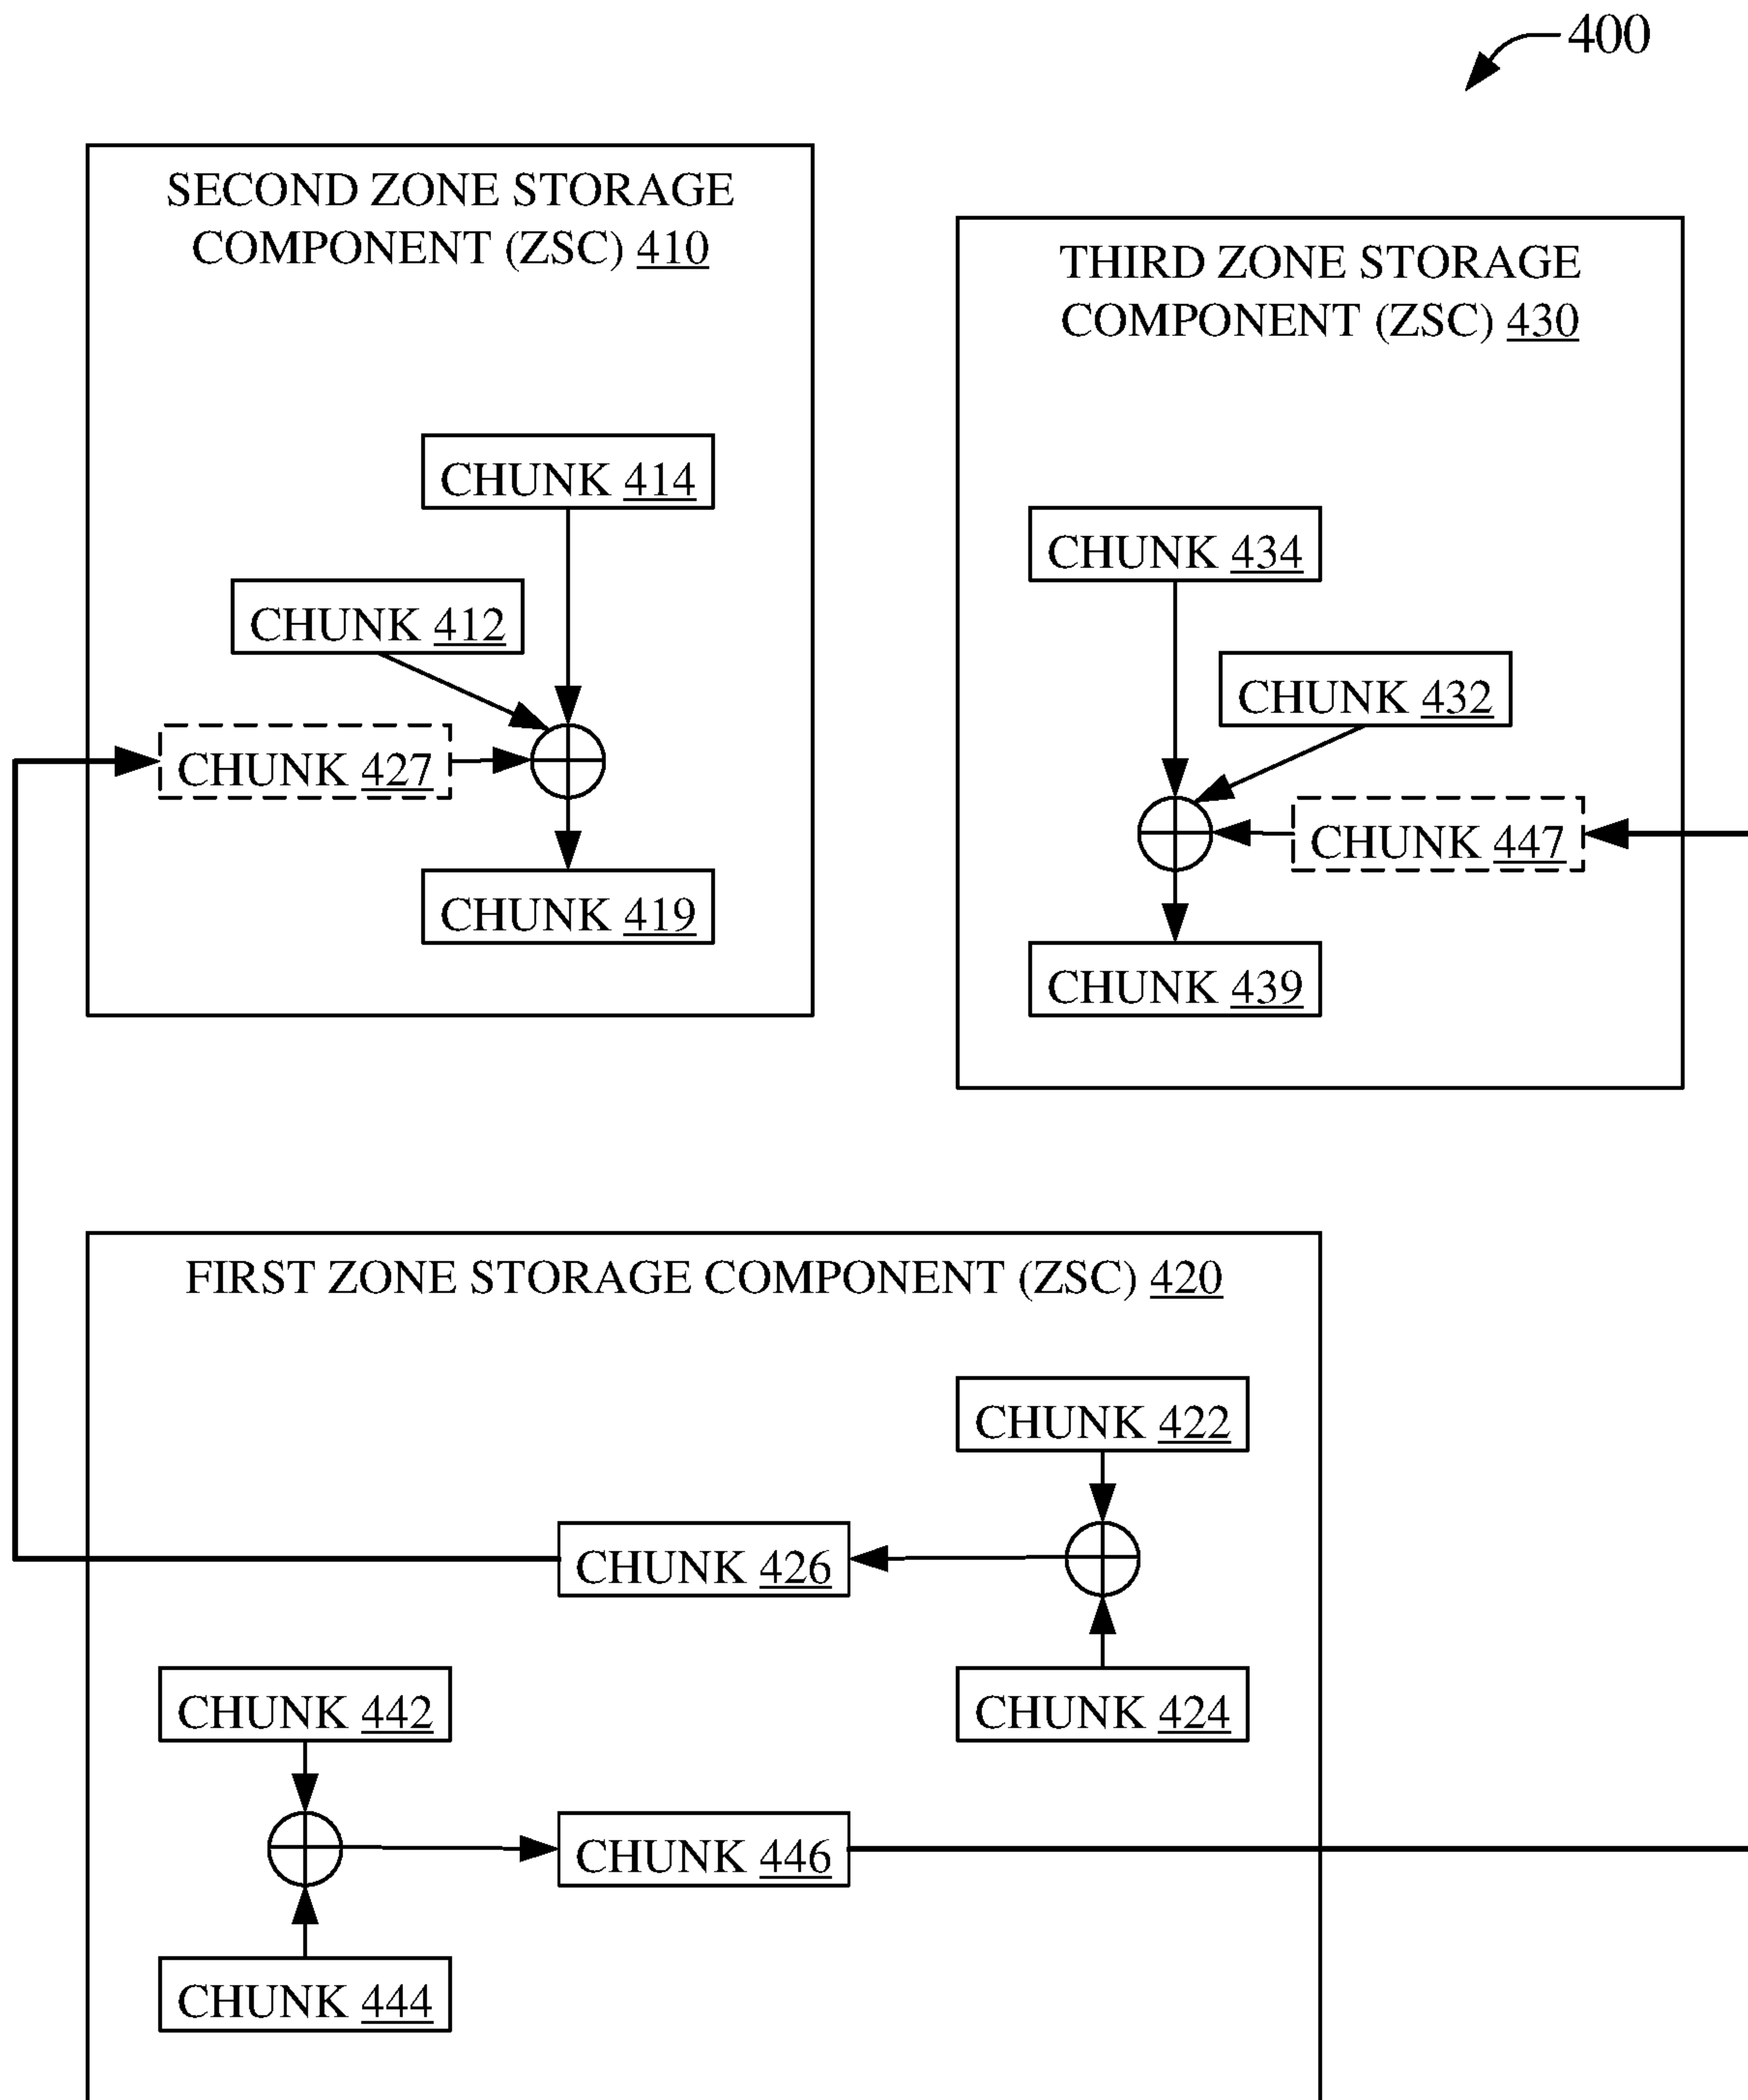 400
SECOND ZONE STORAGE
COMPONENT (ZSC) 410
CHUNK 414
CHUNK 412
CHUNK 427
CHUNK 419
THIRD ZONE STORAGE
COMPONENT (ZSC) 430
CHUNK 434
CHUNK 432
CHUNK 447
CHUNK 439
FIRST ZONE STORAGE COMPONENT (ZSC) 420
CHUNK 422
CHUNK 426
CHUNK 424
CHUNK 442
CHUNK 446
CHUNK 444